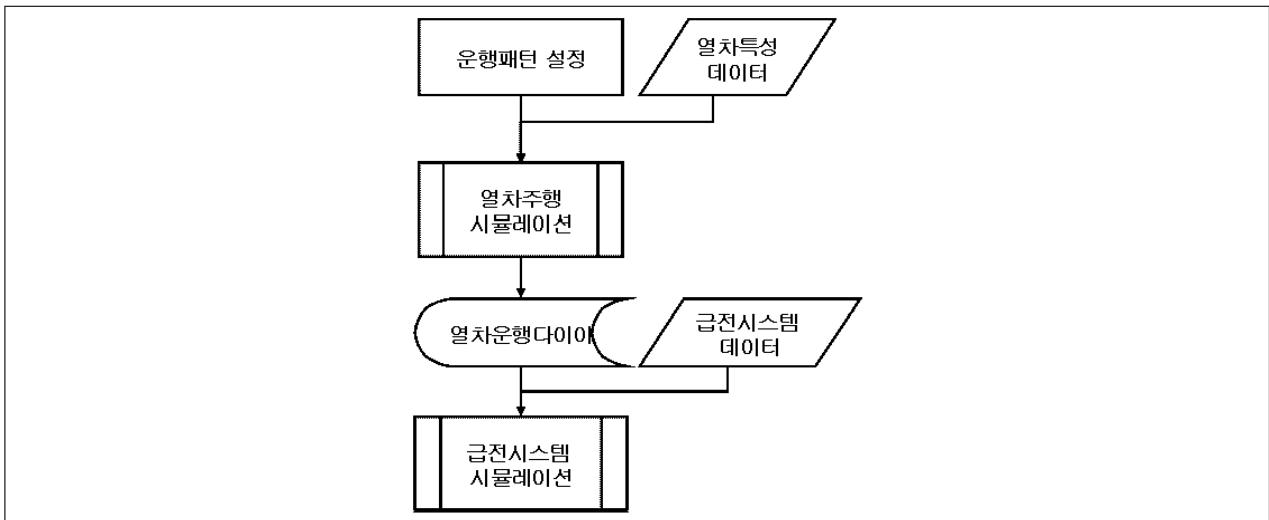 운행패턴 설정
열차특성
데이터
열차주행
시뮬레이션
열차운행다이아
급전시스템
데이터
급전시스템
시뮬레이션